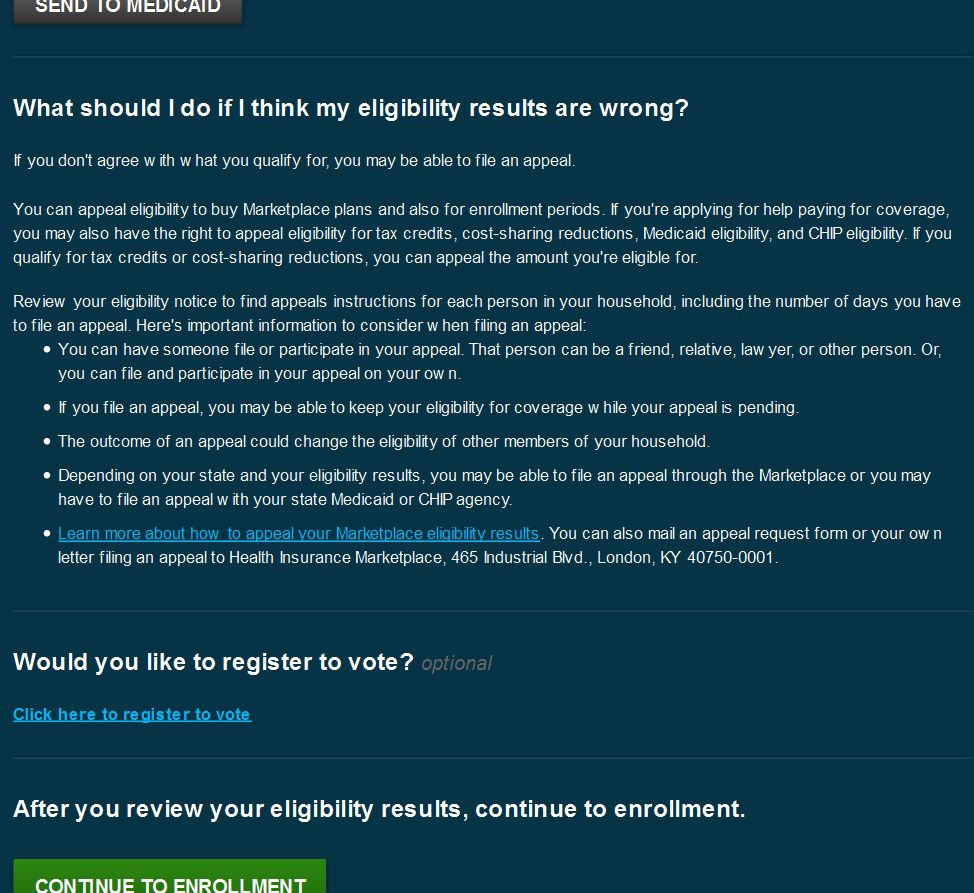 SEND TO MEDICAID
What should I do if I think my eligibility results are wrong?
If you don't agree with what you qualify for, you may be able to file an appeal.
You can appeal eligibility to buy Marketplace plans and also for enrollment periods. If you're applying for help paying for coverage,
you may also have the right to appeal eligibility for tax credits, cost-sharing reductions, Medicaid eligibility, and CHIP eligibility. If you
qualify for tax credits or cost-sharing reductions, you can appeal the amount you're eligible for.
Review your eligibility notice to find appeals instructions for each person in your household, including the number of days you have
to file an appeal. Here's important information to consider when filing an appeal:
• You can have someone file or participate in your appeal. That person can be a friend, relative, lawyer, or other person. Or,
you can file and participate in your appeal on your own.
• If you file an appeal, you may be able to keep your eligibility for coverage while your appeal is pending.
• The outcome of an appeal could change the eligibility of other members of your household.
• Depending on your state and your eligibility results, you may be able to file an appeal through the Marketplace or you may
have to file an appeal with your state Medicaid or CHIP agency.
• Learn more about how to appeal your Marketplace eligibility results. You can also mail an appeal request form or your own
letter filing an appeal to Health Insurance Marketplace, 465 Industrial Blvd., London, KY 40750-0001.
Would you like to register to vote? optional
Click here to register to vote
After you review your eligibility results, continue to enrollment.
CONTINUE TO ENROLLMENT